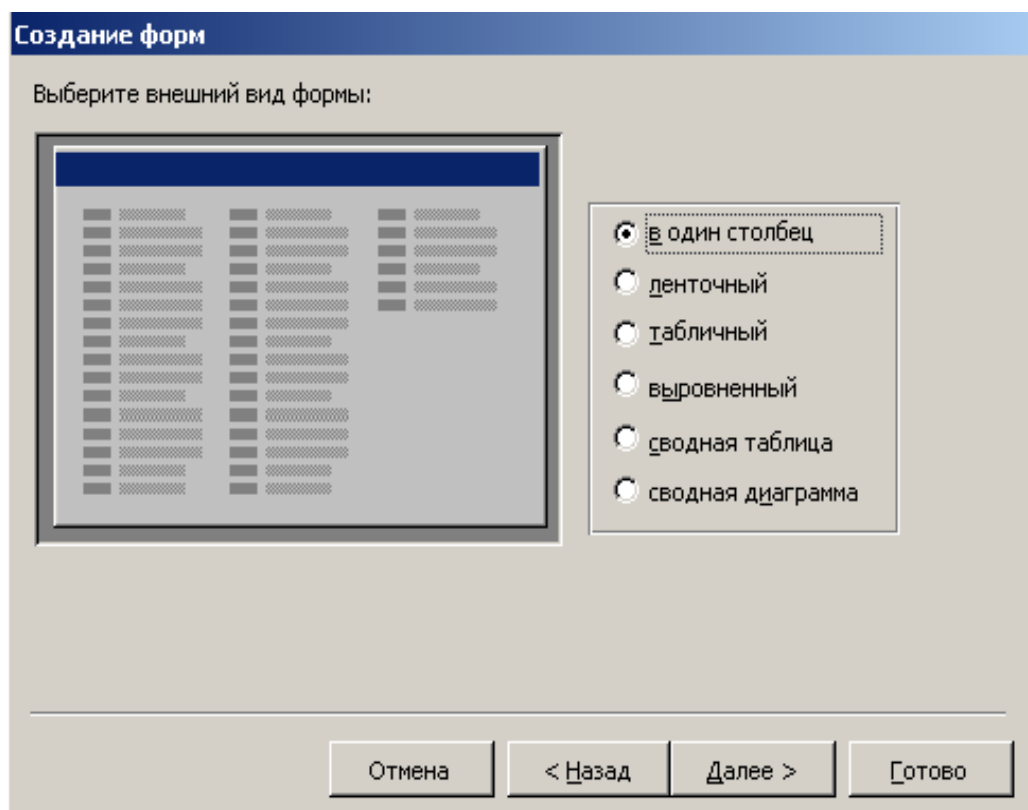 Создание форм
Выберите внешний вид формы:
в один столбец
ленточный
табличный
выровненный
сводная таблица
сводная диаграмма
Отмена
< Назад
Далее >
Готово